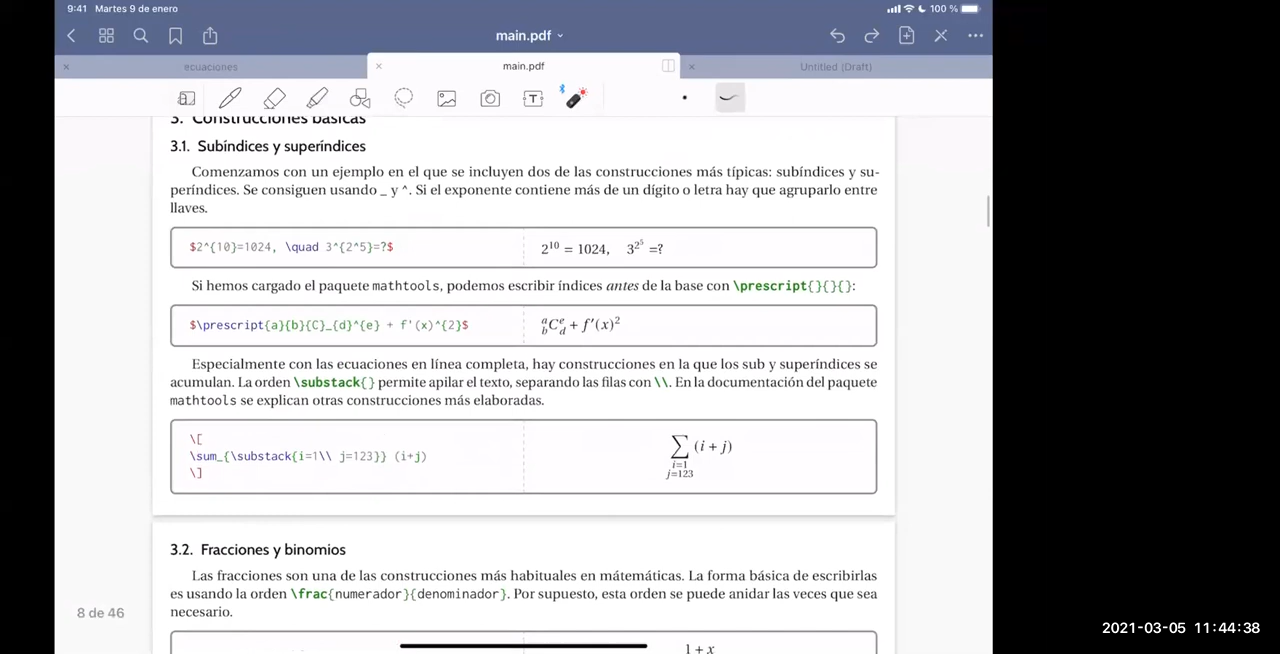 9:41 Martes 9 de enero
100 %
main.pdf
ecuaciones
main.pdf
Untitled (Draft)
3. Construcciones básicas
3.1. Subíndices y superíndices
Comenzamos con un ejemplo en el que se incluyen dos de las construcciones más típicas: subíndices y su-
períndices. Se consiguen usando _ y ^. Si el exponente contiene más de un dígito o letra hay que agruparlo entre
llaves.
$2^{10}=1024, \quad 3^{2^5}=?$
2¹⁰ = 1024, 3^{2^5} =?
Si hemos cargado el paquete mathtools, podemos escribir índices antes de la base con \prescript{}{}{}:
$\prescript{a}{b}{C}_{d}^{e} + f'(x)^{2}$
^a_b C^e_d + f′(x)²
Especialmente con las ecuaciones en línea completa, hay construcciones en la que los sub y superíndices se
acumulan. La orden \substack{} permite apilar el texto, separando las filas con \\. En la documentación del paquete
mathtools se explican otras construcciones más elaboradas.
\[
\sum_{\substack{i=1\\ j=123}} (i+j)
\]
∑ (i + j)
i=1
j=123
3.2. Fracciones y binomios
Las fracciones son una de las construcciones más habituales en mátemáticas. La forma básica de escribirlas
es usando la orden \frac{numerador}{denominador}. Por supuesto, esta orden se puede anidar las veces que sea
necesario.
8 de 46
1 + x
2021-03-05 11:44:38